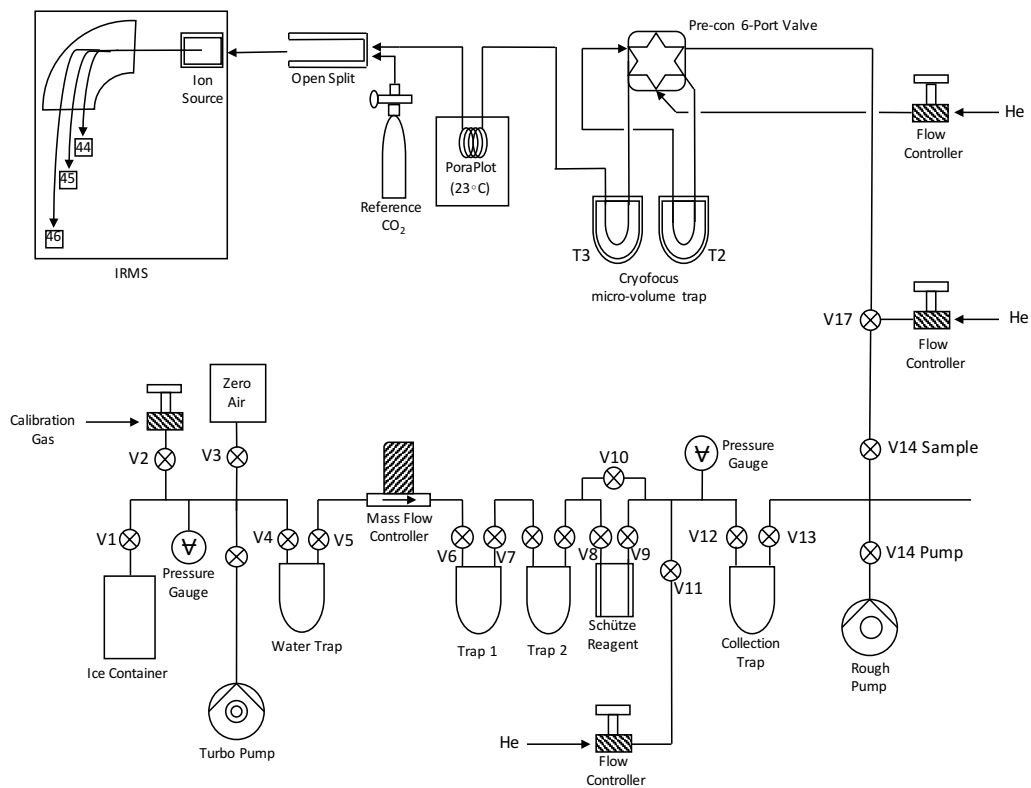 Pre-con 6-Port Valve
Ion
Source
Open Split
44
45
46
IRMS
PoraPlot
(23◦C)
Reference
CO2
T3
T2
Cryofocus
micro-volume trap
He
Flow
Controller
V17
He
Flow
Controller
Zero
Air
Calibration
Gas
V2
V3
V10
Pressure
Gauge
V14 Sample
V1
Pressure
Gauge
V4
V5
Mass Flow
Controller
V6
V7
V8
V9
V11
V12
V13
V14 Pump
Ice Container
Water Trap
Trap 1
Trap 2
Schütze
Reagent
Collection
Trap
Rough
Pump
Turbo Pump
He
Flow
Controller